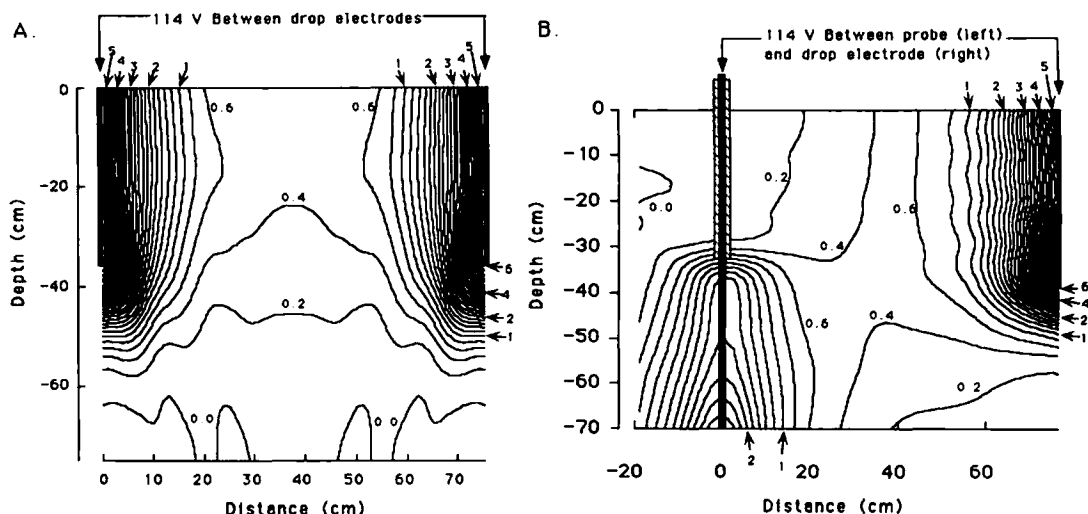 A.
114 V Between drop electrodes
5 4 3 2 1
1 2 3 4 5
0
-20
-40
-60
Depth (cm)
0.6
0.6
0.4
0.2
0.0
0.0
6
4
2
1
0 10 20 30 40 50 60 70
Distance (cm)
B.
114 V Between probe (left)
and drop electrode (right)
1 2 3 4 5
0
-10
-20
-30
-40
-50
-60
-70
Depth (cm)
0.0
0.2
0.4
0.6
0.6
0.4
0.2
6
4
2
1
2 1
-20 0 20 40 60
Distance (cm)